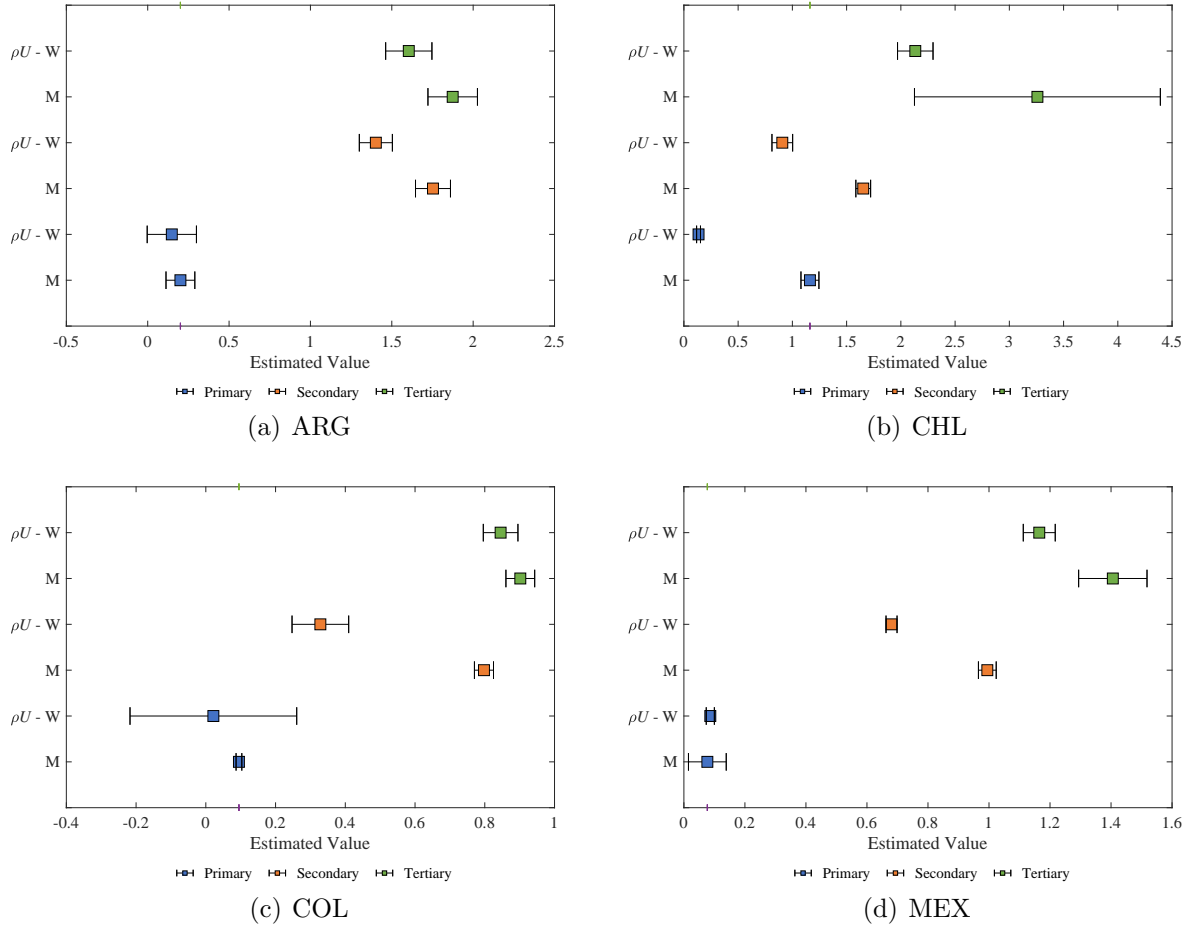 ρU - W
M
ρU - W
M
ρU - W
M
-0.5 0 0.5 1 1.5 2 2.5
Estimated Value
Primary Secondary Tertiary
(a) ARG
ρU - W
M
ρU - W
M
ρU - W
M
0 0.5 1 1.5 2 2.5 3 3.5 4 4.5
Estimated Value
Primary Secondary Tertiary
(b) CHL
ρU - W
M
ρU - W
M
ρU - W
M
-0.4 -0.2 0 0.2 0.4 0.6 0.8 1
Estimated Value
Primary Secondary Tertiary
(c) COL
ρU - W
M
ρU - W
M
ρU - W
M
0 0.2 0.4 0.6 0.8 1 1.2 1.4 1.6
Estimated Value
Primary Secondary Tertiary
(d) MEX